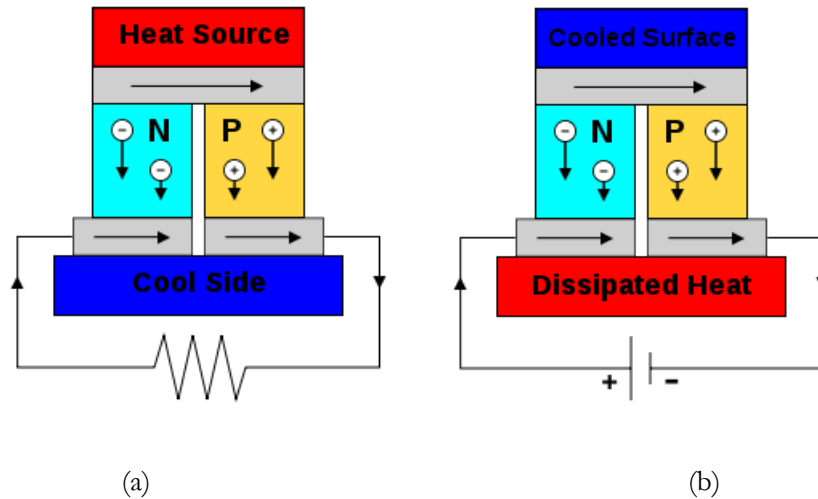 Heat Source
N P
− +
− +
Cool Side
(a)
Cooled Surface
N P
− +
− +
Dissipated Heat
+ −
(b)